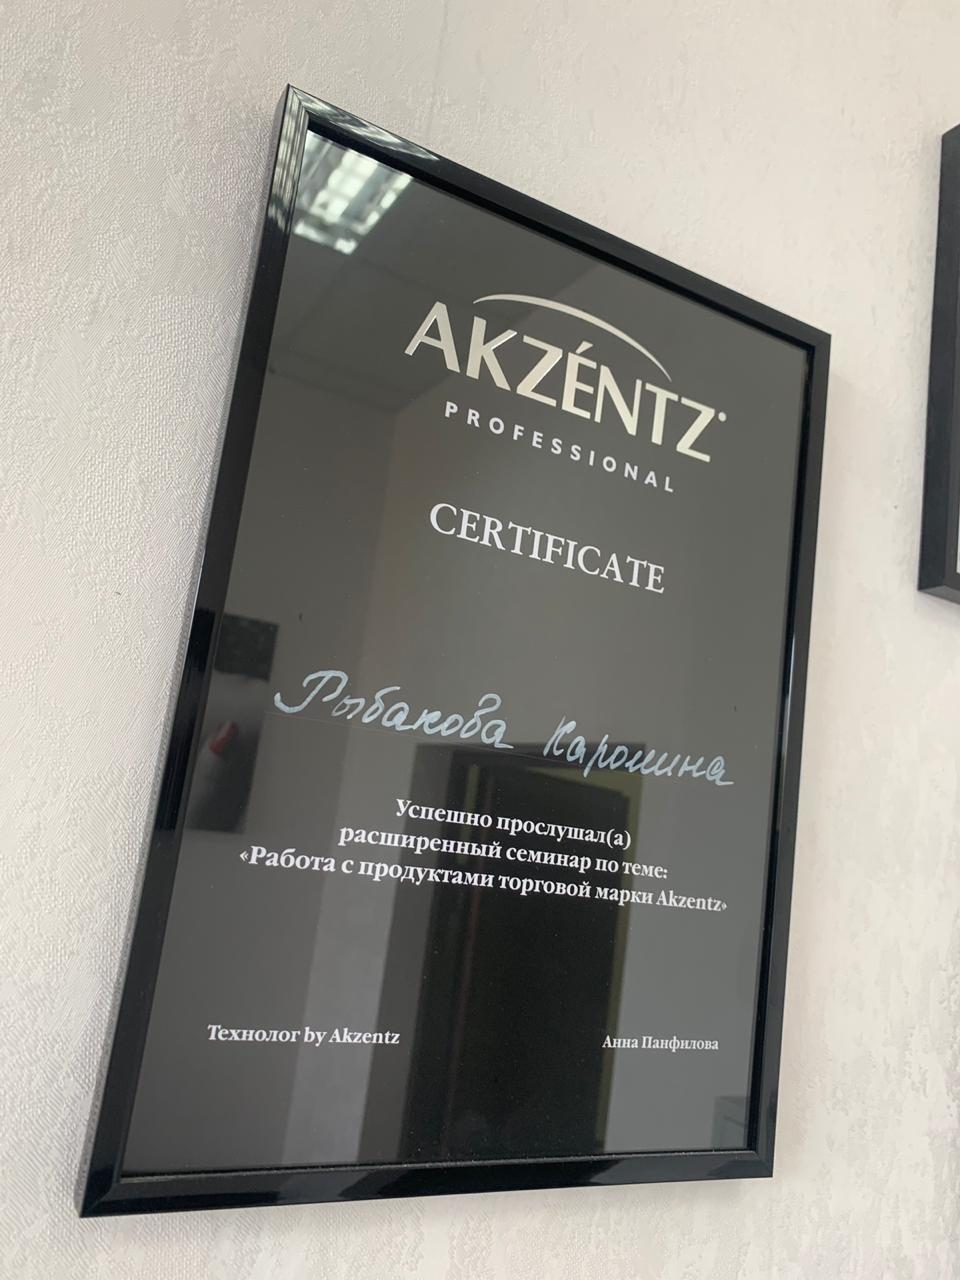 AKZÉNTZ
PROFESSIONAL
CERTIFICATE
Рыбакова Каролина
Успешно прослушал(а)
расширенный семинар по теме:
«Работа с продуктами торговой марки Akzentz»
Технолог by Akzentz
Анна Панфилова